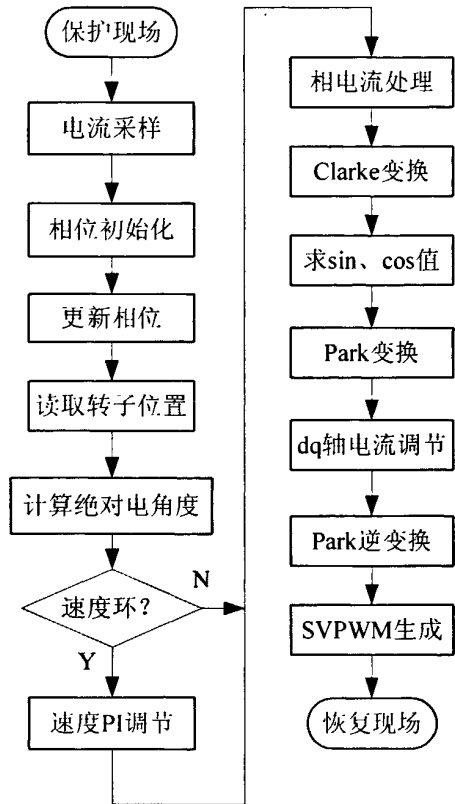 保护现场
电流采样
相位初始化
更新相位
读取转子位置
计算绝对电角度
速度环?
N
Y
速度PI调节
相电流处理
Clarke变换
求sin、cos值
Park变换
dq轴电流调节
Park逆变换
SVPWM生成
恢复现场